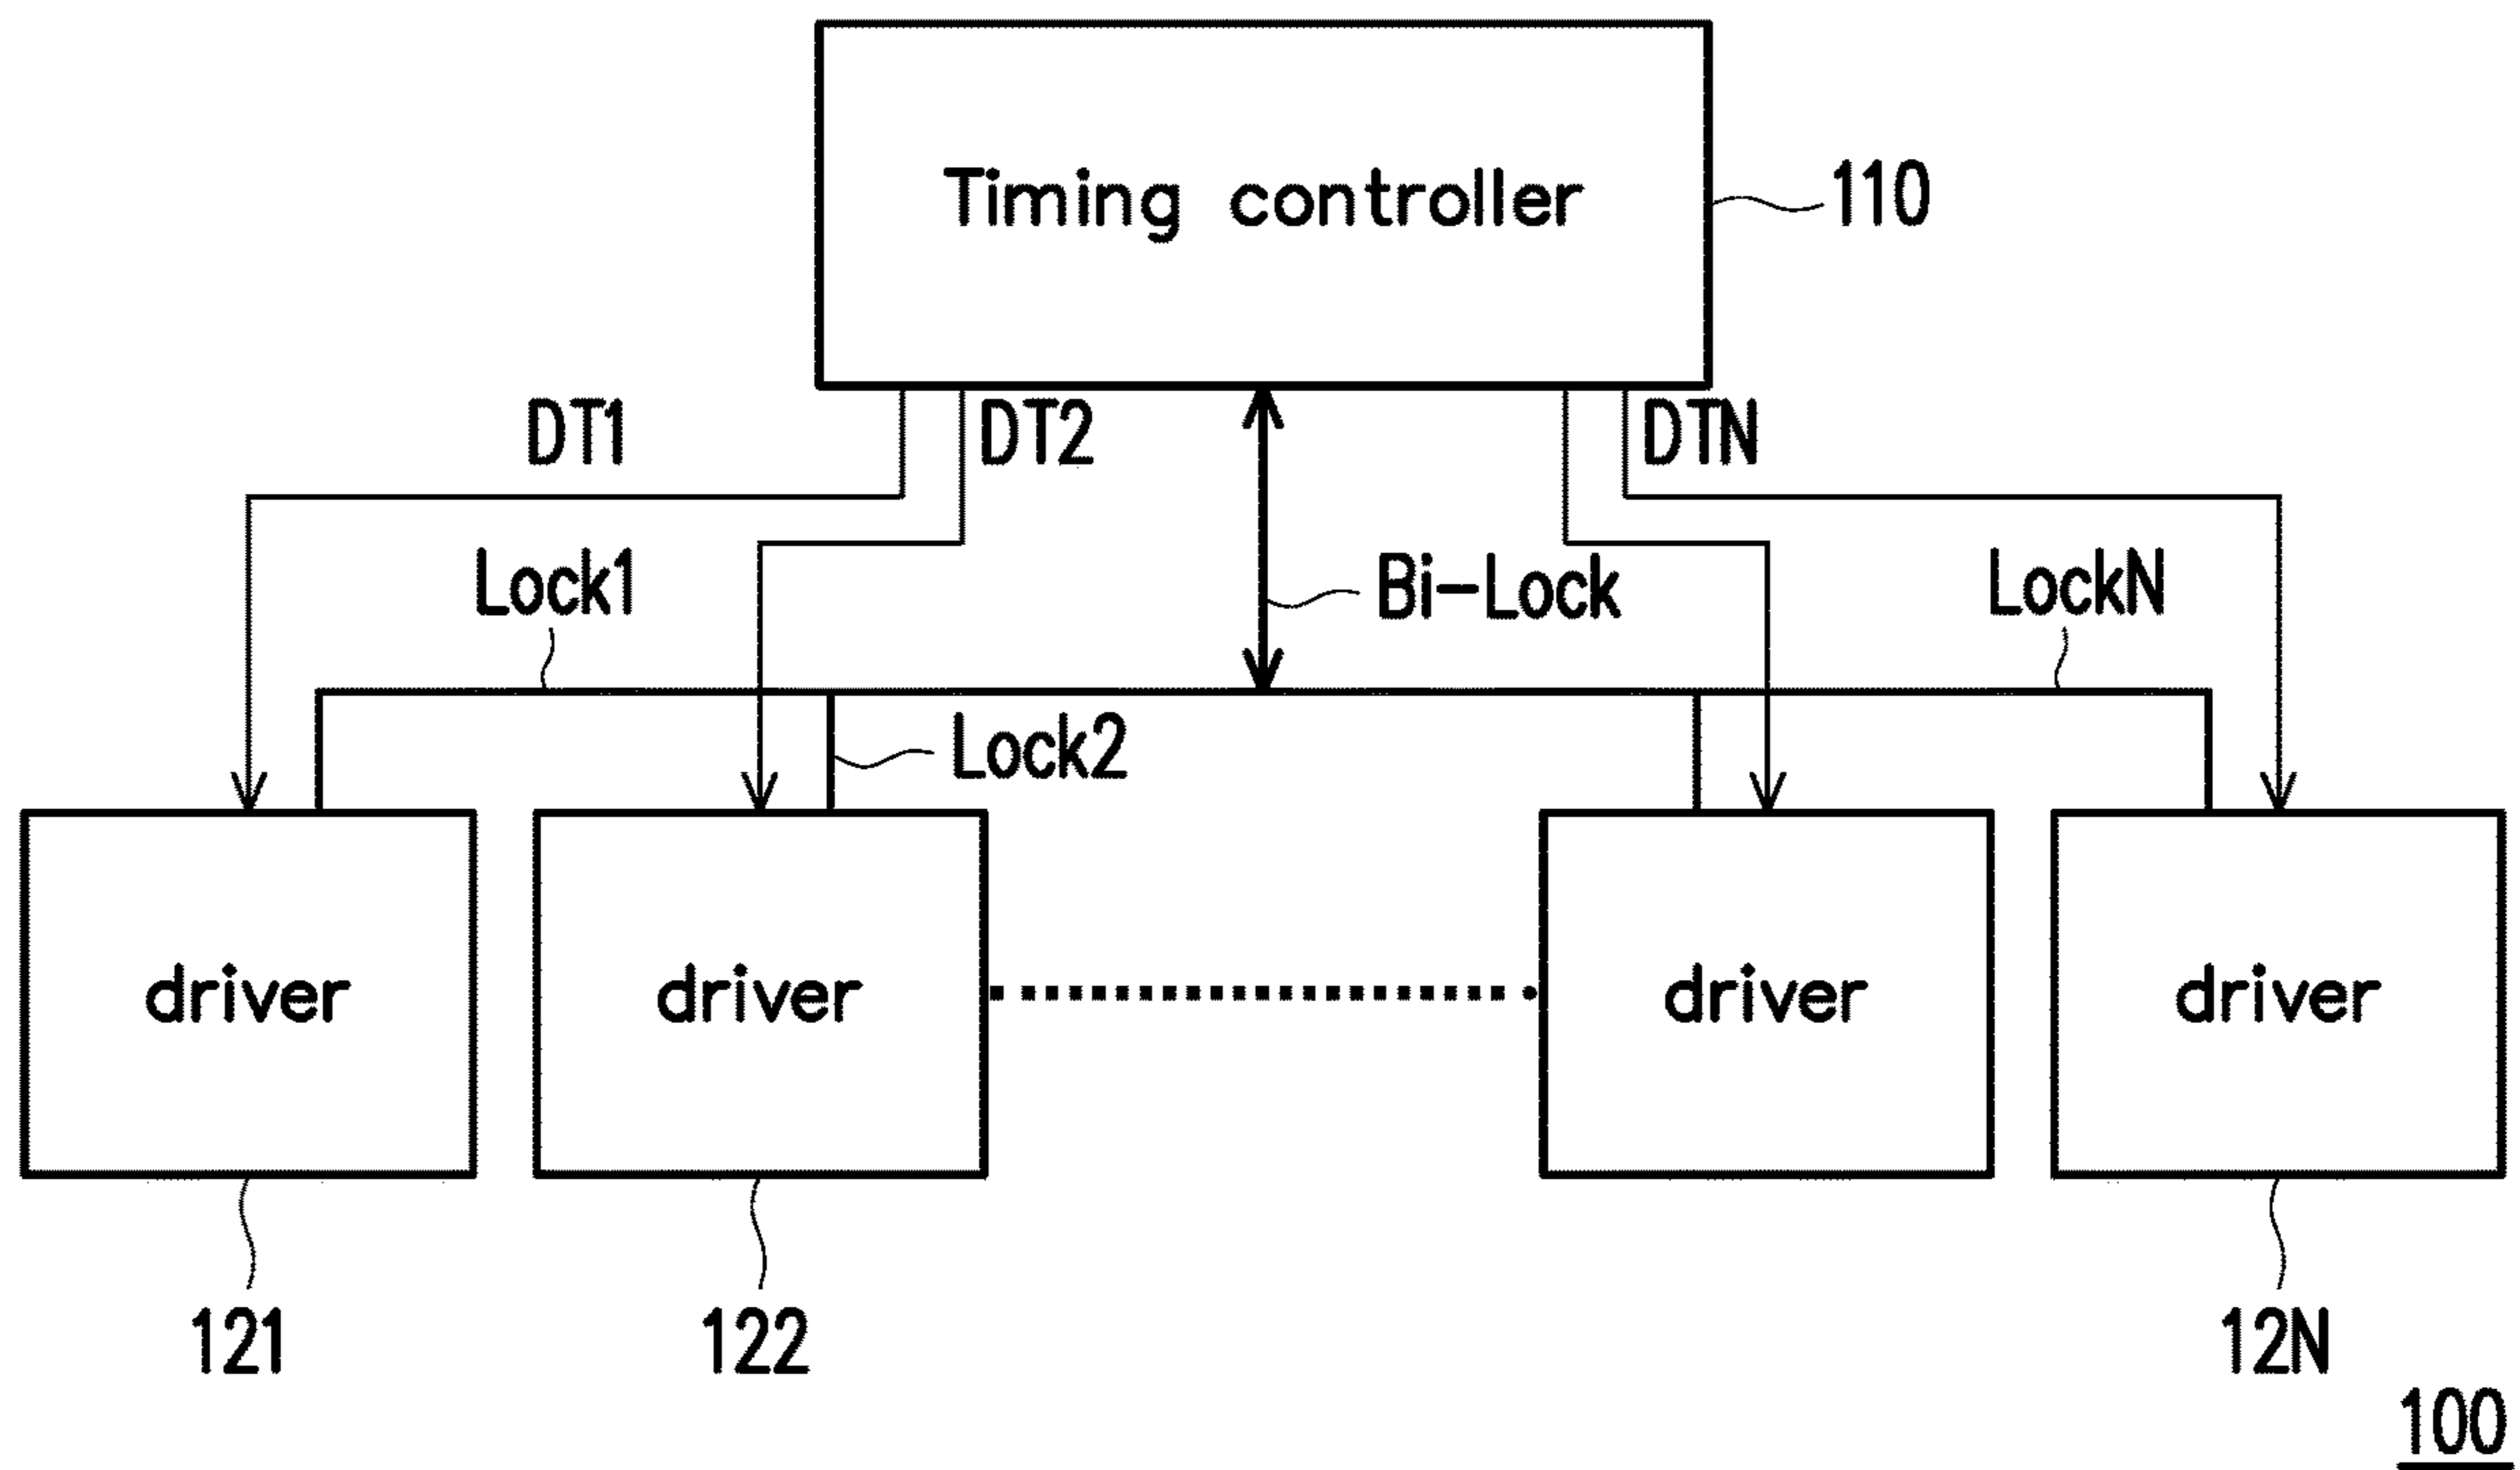 Timing controller
110
DT1
DT2
DTN
Lock1
Bi-Lock
LockN
Lock2
driver
driver
driver
driver
121
122
12N
100